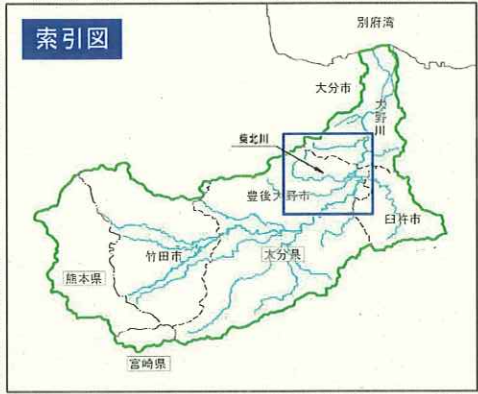 索引図
別府湾
大分市
大野川
柴北川
豊後大野市
臼杵市
竹田市
大分県
熊本県
宮崎県